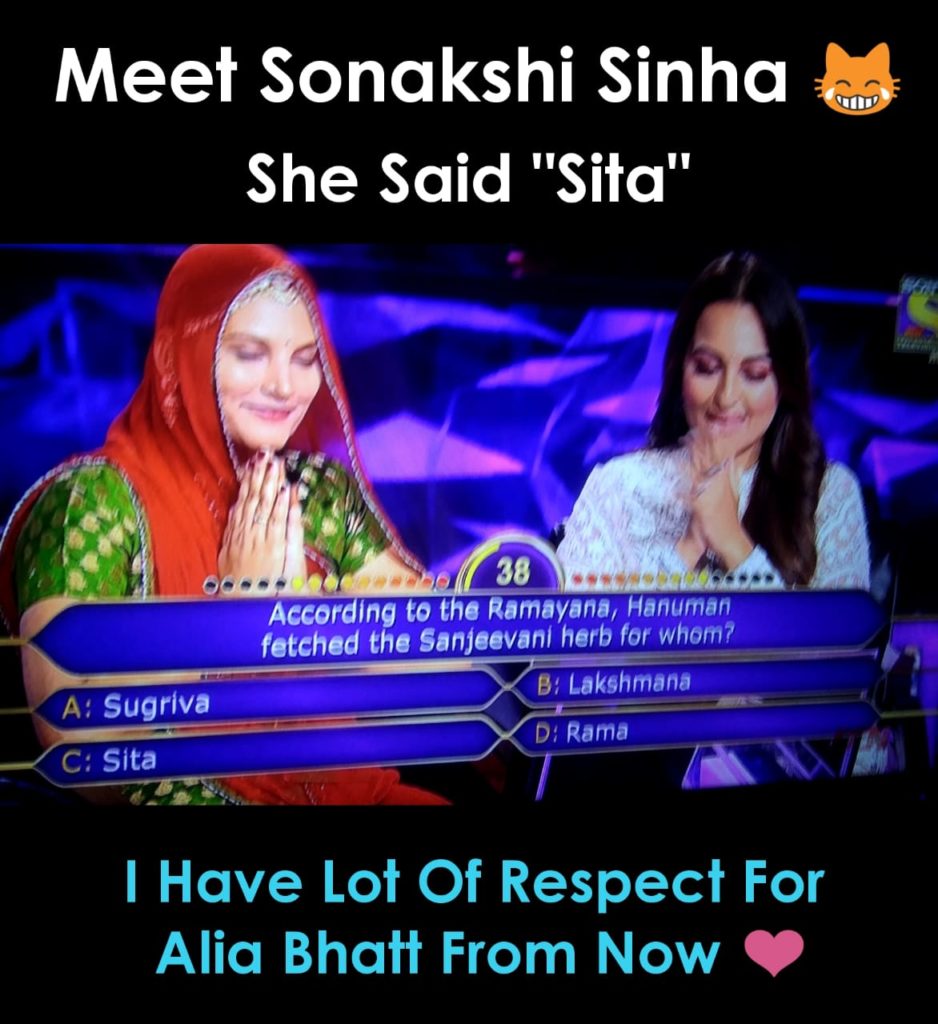 Meet Sonakshi Sinha
She Said "Sita"
38
According to the Ramayana, Hanuman
fetched the Sanjeevani herb for whom?
A: Sugriva
B: Lakshmana
C: Sita
D: Rama
I Have Lot Of Respect For
Alia Bhatt From Now